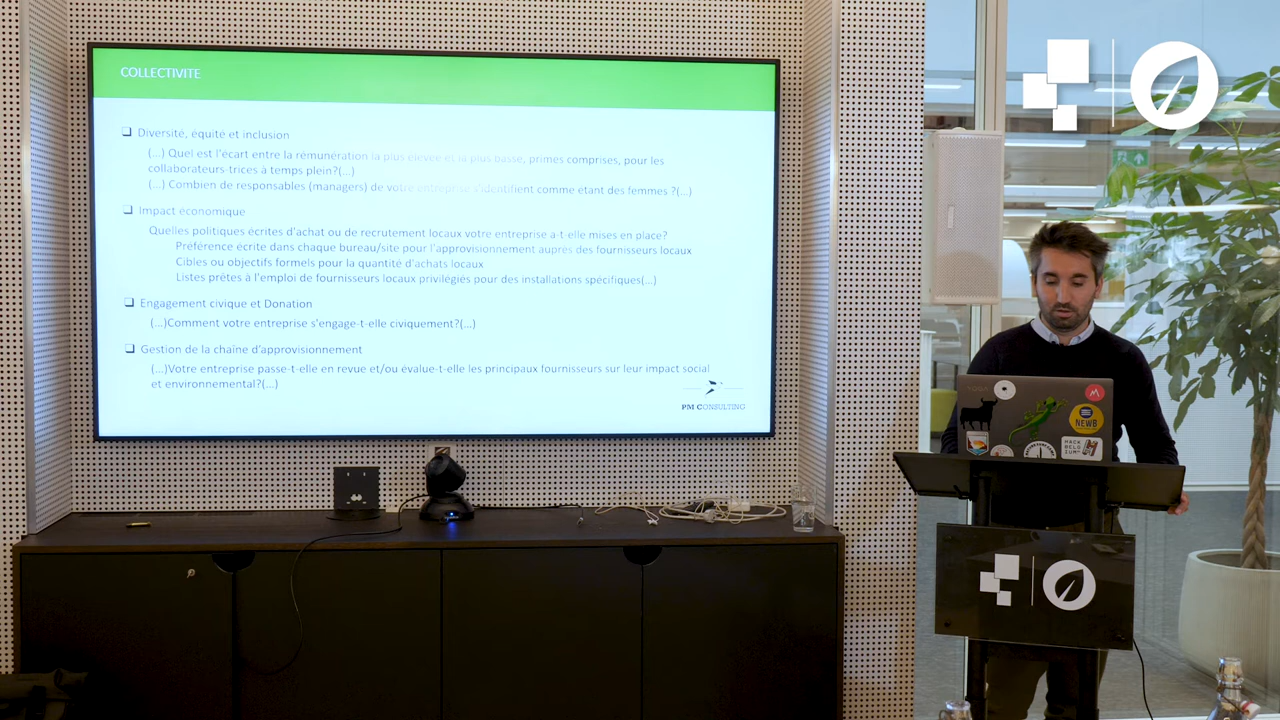 COLLECTIVITE
❑ Diversité, équité et inclusion
(...) Quel est l'écart entre la rémunération la plus élevée et la plus basse, primes comprises, pour les
collaborateurs·trices à temps plein?(...)
(...) Combien de responsables (managers) de votre entreprise s'identifient comme étant des femmes ?(...)
❑ Impact économique
Quelles politiques écrites d'achat ou de recrutement locaux votre entreprise a-t-elle mises en place?
Préférence écrite dans chaque bureau/site pour l'approvisionnement auprès des fournisseurs locaux
Cibles ou objectifs formels pour la quantité d'achats locaux
Listes prêtes à l'emploi de fournisseurs locaux privilégiés pour des installations spécifiques(...)
❑ Engagement civique et Donation
(...)Comment votre entreprise s'engage-t-elle civiquement?(...)
❑ Gestion de la chaîne d'approvisionnement
(...)Votre entreprise passe-t-elle en revue et/ou évalue-t-elle les principaux fournisseurs sur leur impact social
et environnemental?(...)
PM CONSULTING
YOGA
NEWB
HACK
BELG
IUM